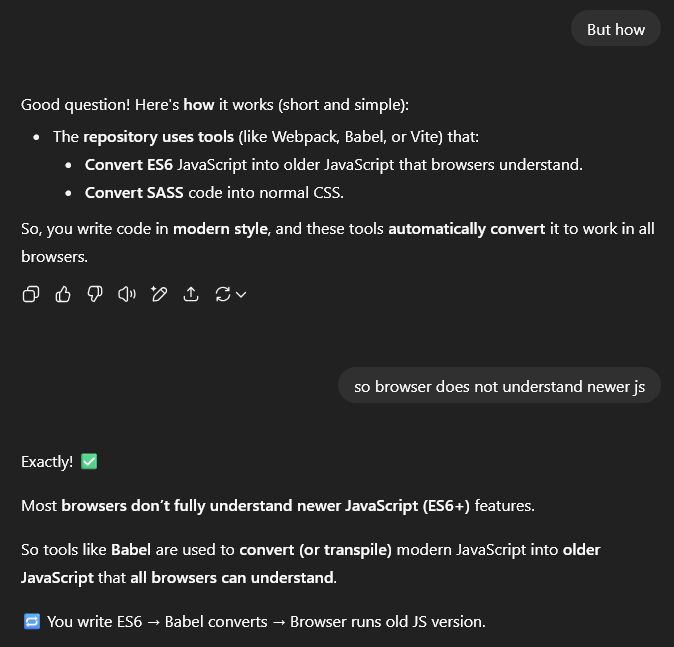 But how
Good question! Here's how it works (short and simple):
• The repository uses tools (like Webpack, Babel, or Vite) that:
• Convert ES6 JavaScript into older JavaScript that browsers understand.
• Convert SASS code into normal CSS.
So, you write code in modern style, and these tools automatically convert it to work in all
browsers.
so browser does not understand newer js
Exactly! ✅
Most browsers don’t fully understand newer JavaScript (ES6+) features.
So tools like Babel are used to convert (or transpile) modern JavaScript into older
JavaScript that all browsers can understand.
🔁 You write ES6 → Babel converts → Browser runs old JS version.